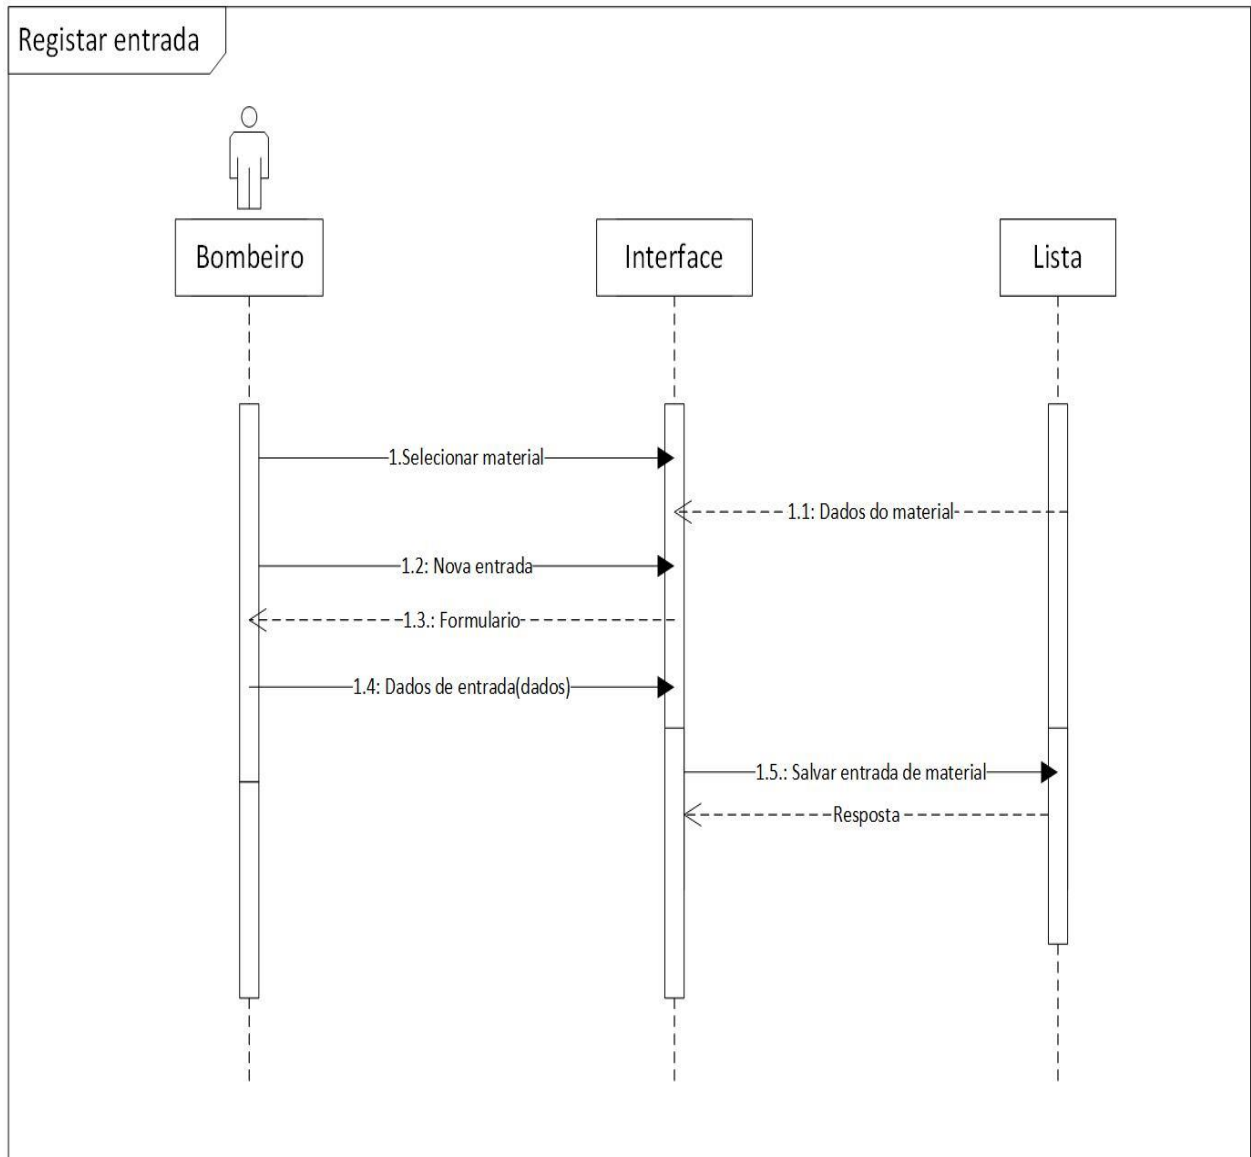 Registar entrada
Bombeiro
Interface
Lista
1.Selecionar material
1.1: Dados do material
1.2: Nova entrada
1.3.: Formulario
1.4: Dados de entrada(dados)
1.5.: Salvar entrada de material
Resposta